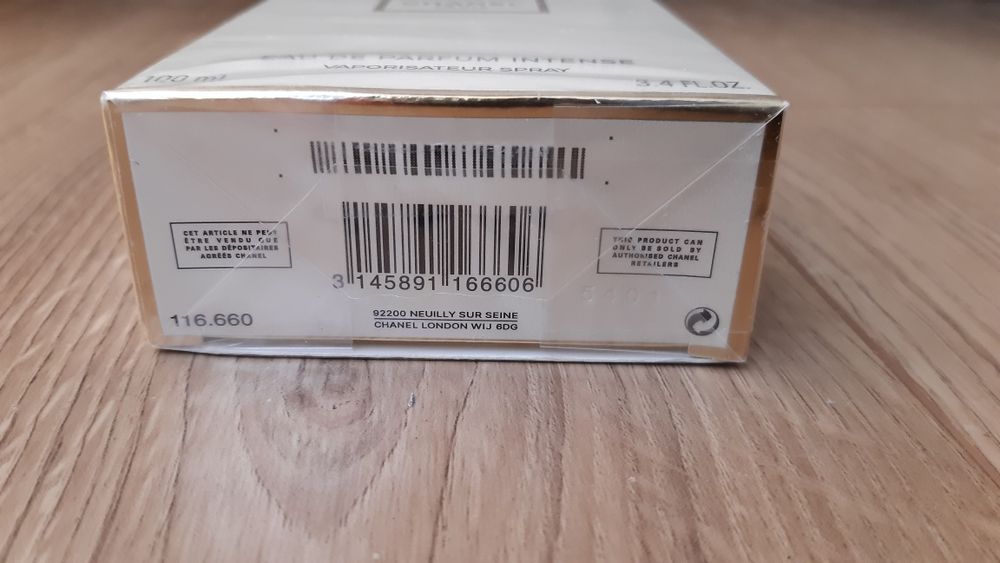 CHANEL
EAU DE PARFUM INTENSE
VAPORISATEUR SPRAY
100 ml
3.4 FL.OZ.
CET ARTICLE NE PEUT
ÊTRE VENDU QUE
PAR LES DÉPOSITAIRES
AGRÉÉS CHANEL
3 145891 166606
THIS PRODUCT CAN
ONLY BE SOLD BY
AUTHORISED CHANEL
RETAILERS
116.660
92200 NEUILLY SUR SEINE
CHANEL LONDON W1J 6DG